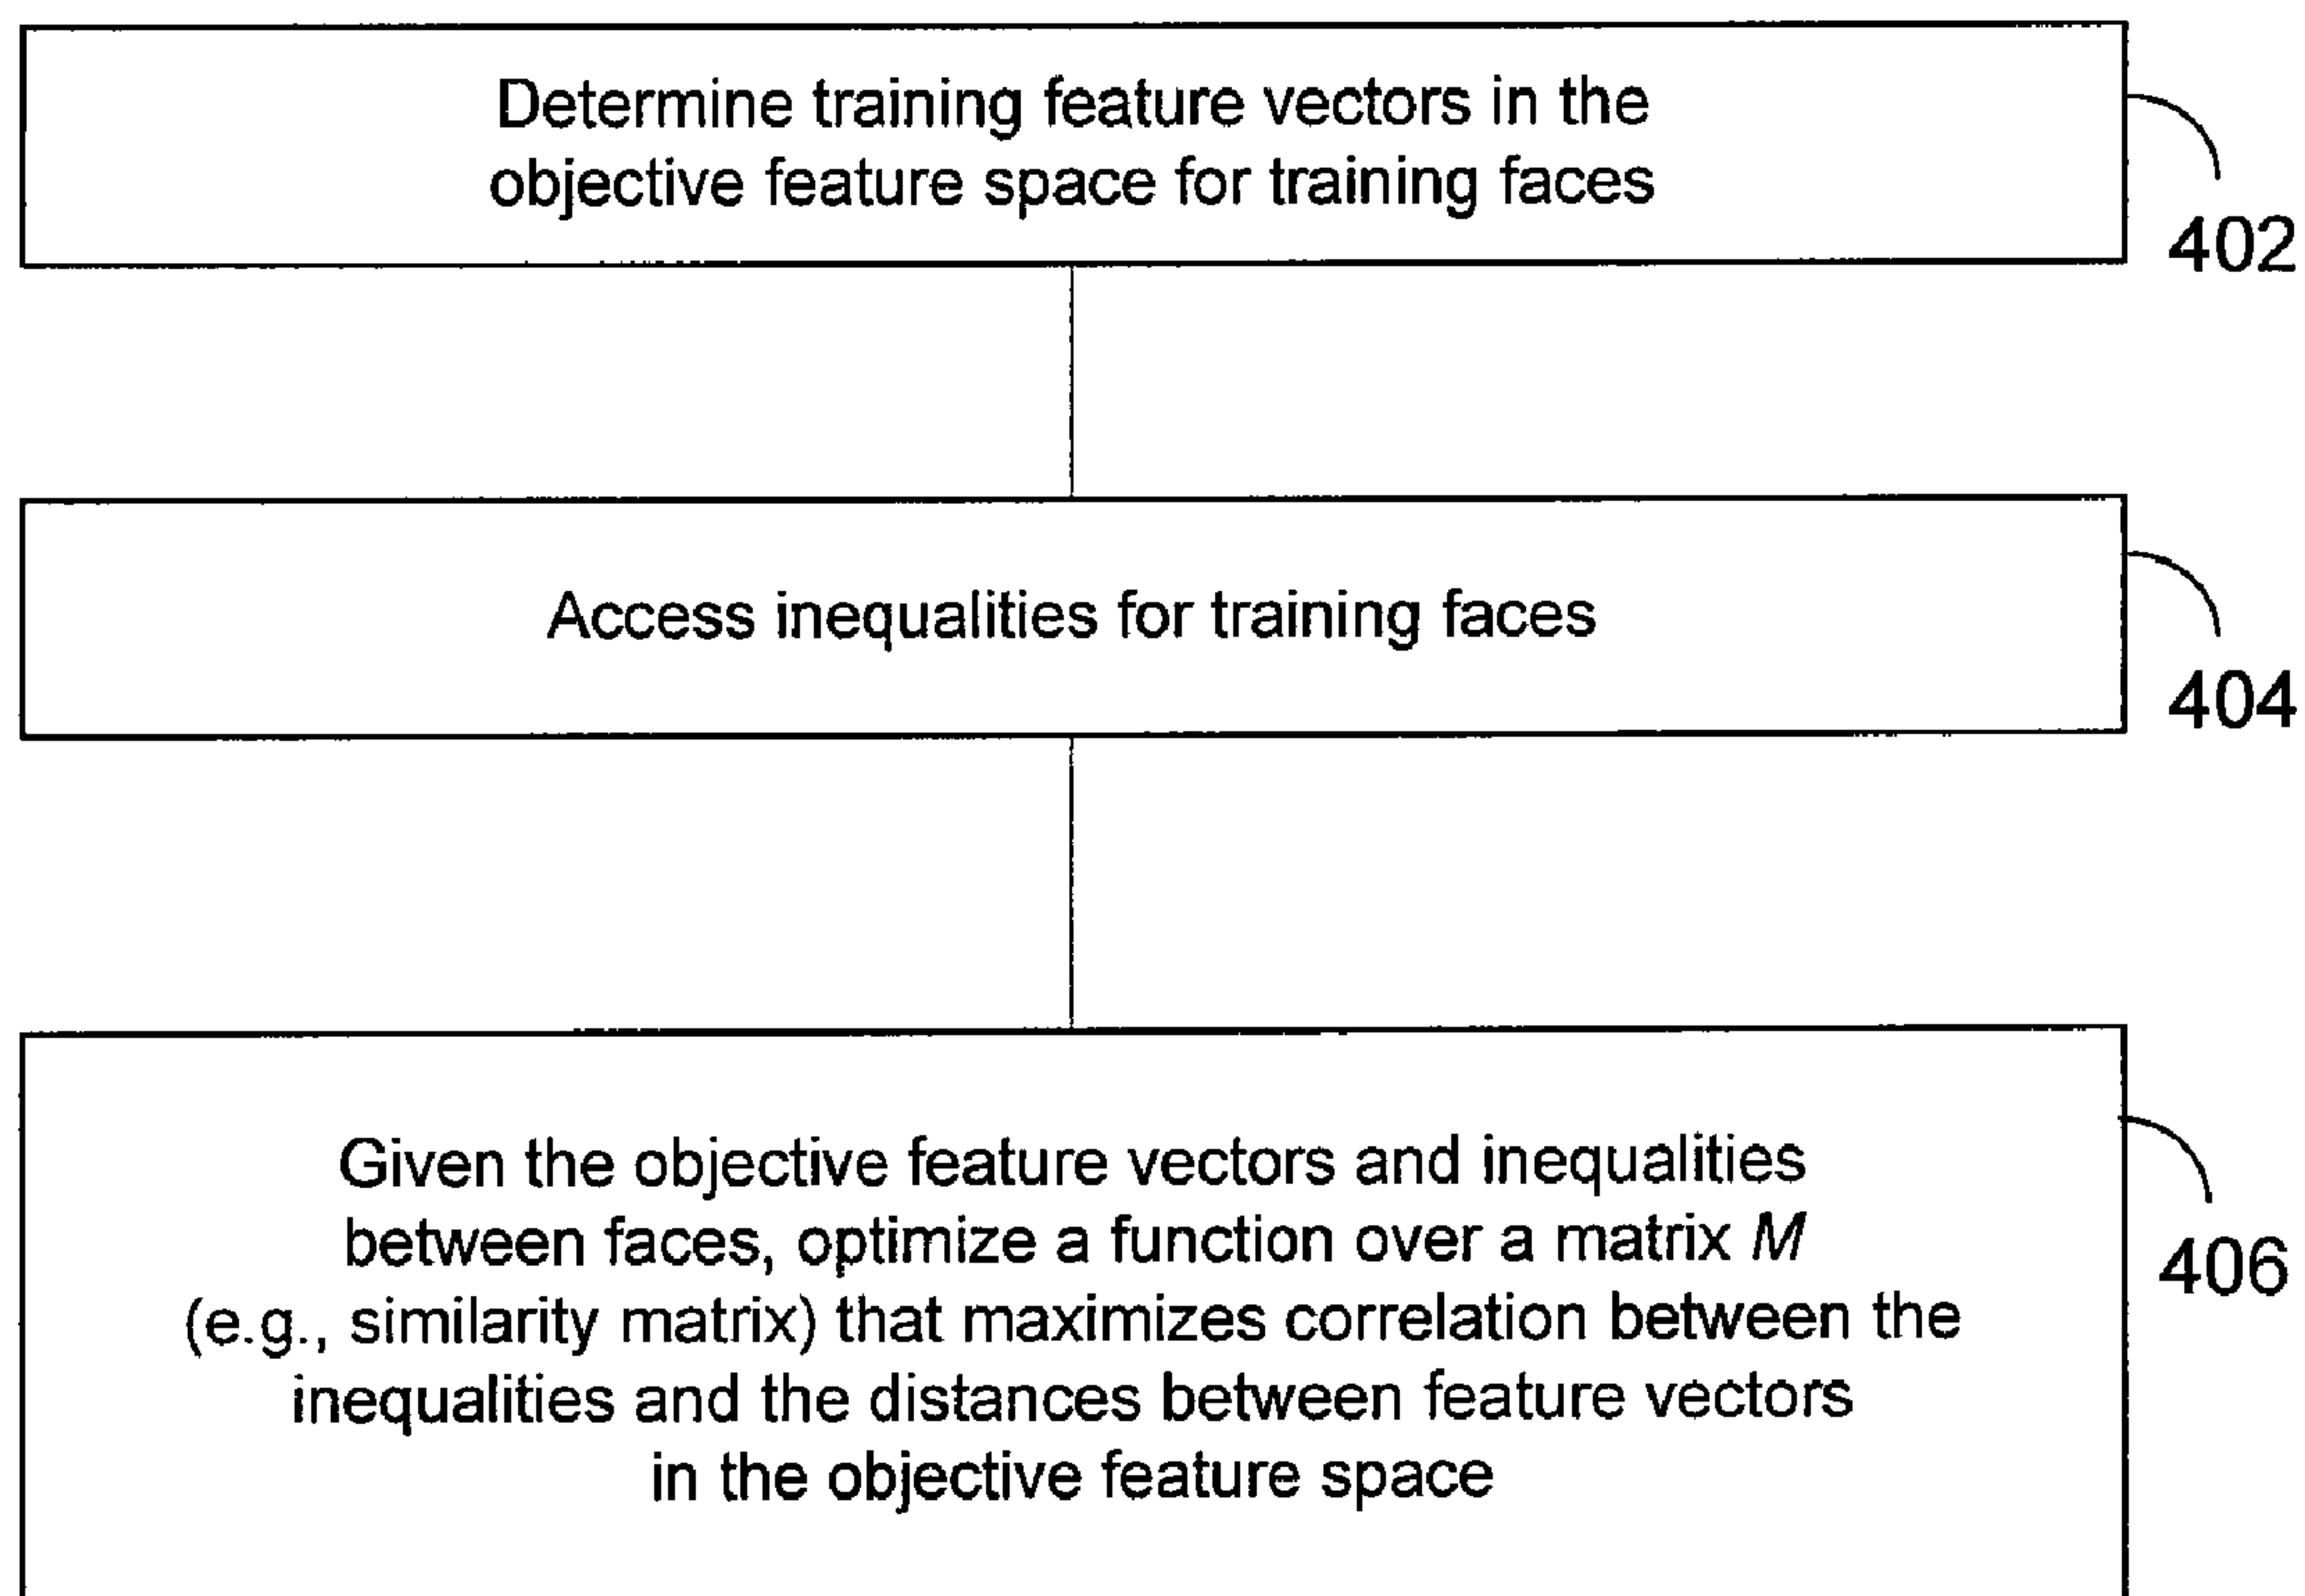 Determine training feature vectors in the
objective feature space for training faces
402
Access inequalities for training faces
404
Given the objective feature vectors and inequalities
between faces, optimize a function over a matrix M
(e.g., similarity matrix) that maximizes correlation between the
inequalities and the distances between feature vectors
in the objective feature space
406